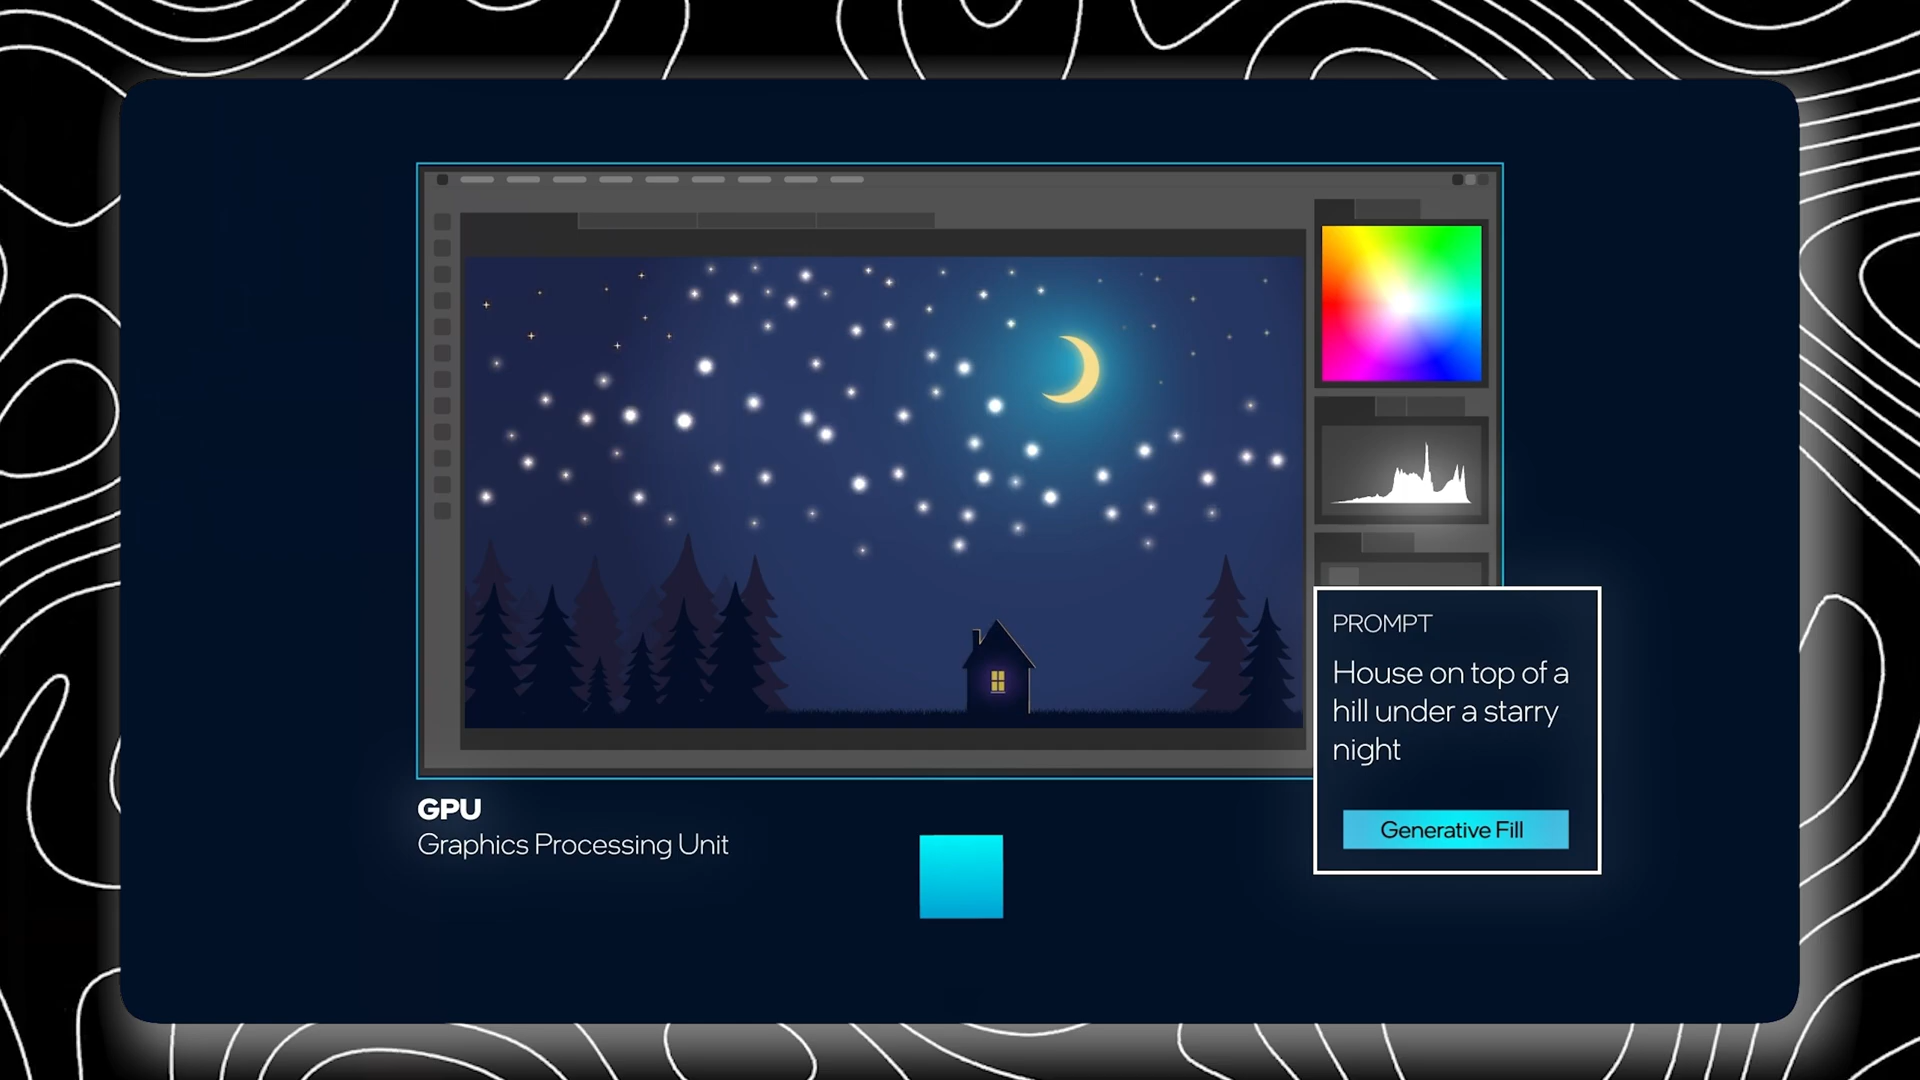 PROMPT
House on top of a
hill under a starry
night
Generative Fill
GPU
Graphics Processing Unit